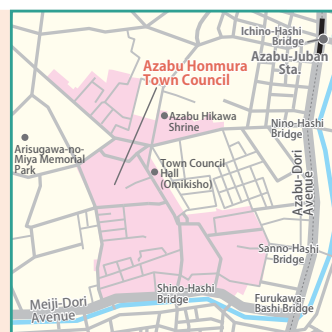 Ichino-Hashi
Bridge
Azabu-Juban
Sta.
Azabu Honmura
Town Council
Azabu Hikawa
Shrine
Nino-Hashi
Bridge
Arisugawa-no-
Miya Memorial
Park
Town Council
Hall
(Omikisho)
Azabu-Dori
Avenue
Sanno-Hashi
Bridge
Shino-Hashi
Bridge
Meiji-Dori
Avenue
Furukawa-
Bashi Bridge